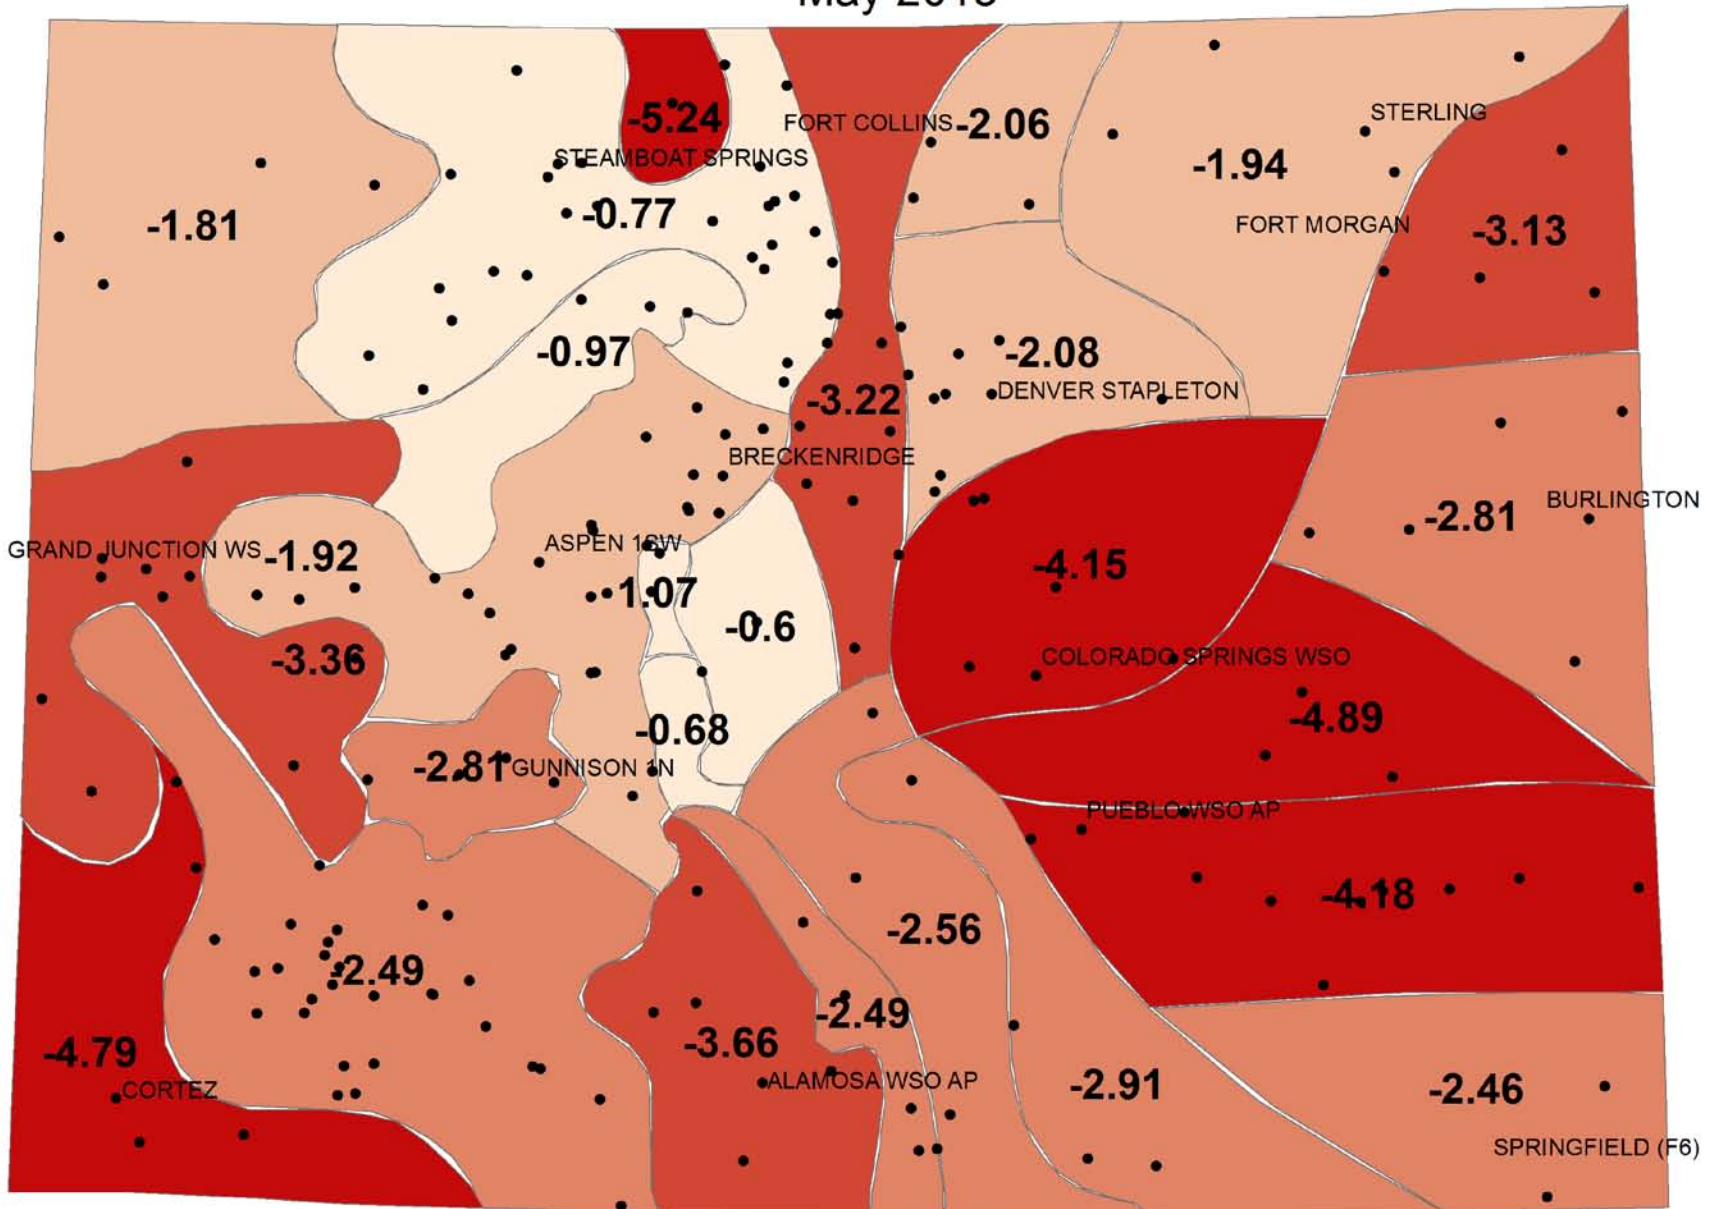 May 2013
-5.24
FORT COLLINS
-2.06
STERLING
STEAMBOAT SPRINGS
-1.94
-0.77
-1.81
FORT MORGAN
-3.13
-0.97
-2.08
DENVER STAPLETON
-3.22
BRECKENRIDGE
BURLINGTON
-2.81
GRAND JUNCTION WS
-1.92
ASPEN 1SW
-4.15
1.07
-0.6
-3.36
COLORADO SPRINGS WSO
-0.68
-4.89
-2.81
GUNNISON 1N
PUEBLO WSO AP
-4.18
-2.56
-2.49
-2.49
-3.66
-4.79
CORTEZ
ALAMOSA WSO AP
-2.91
-2.46
SPRINGFIELD (F6)